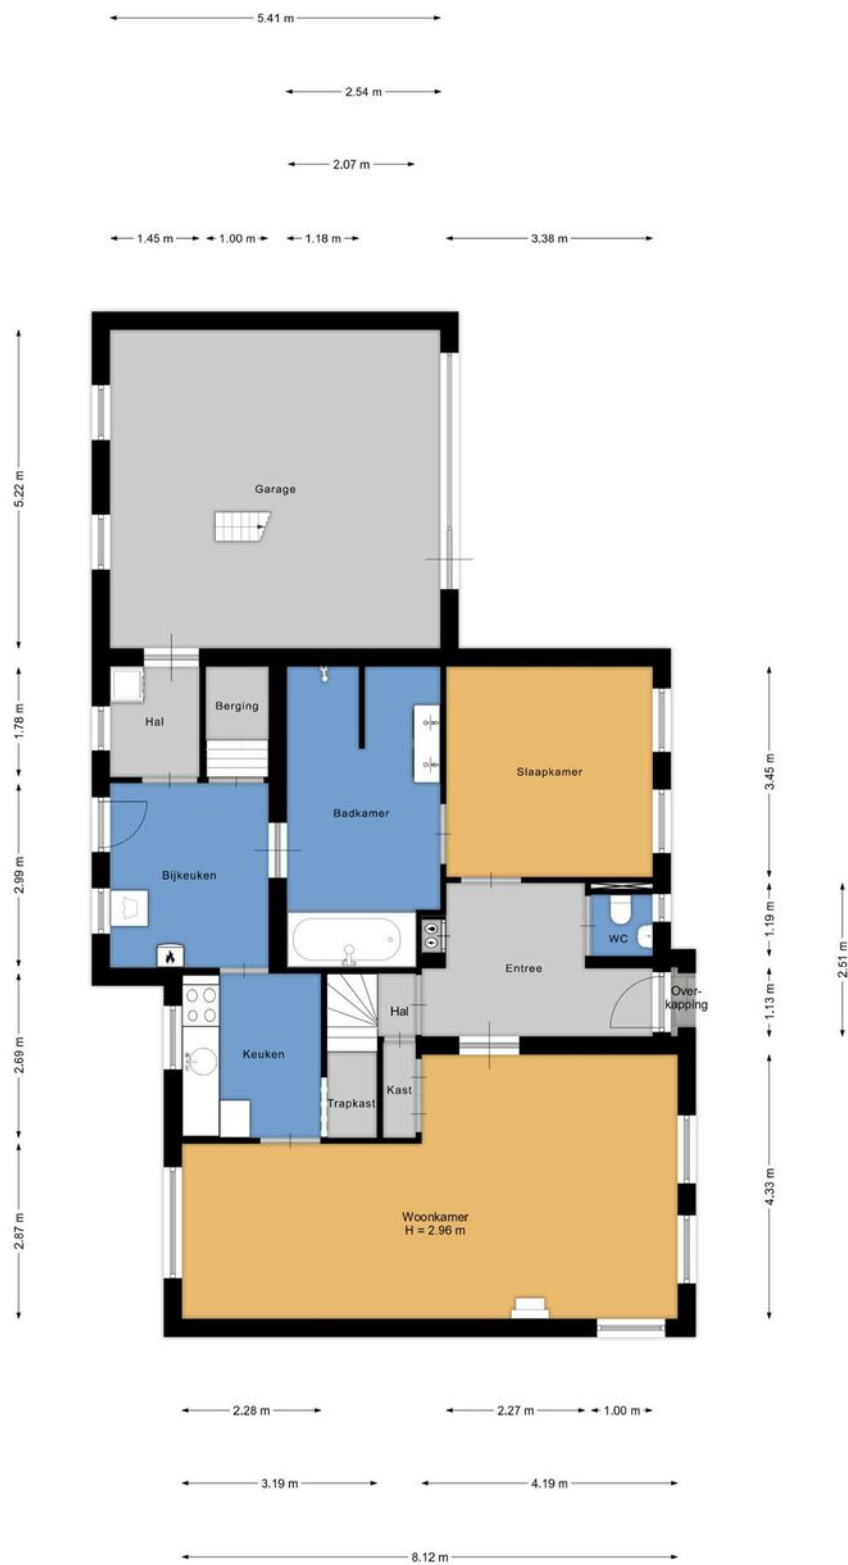 5.41 m
2.54 m
2.07 m
1.45 m
1.00 m
1.18 m
3.38 m
5.22 m
Garage
1.78 m
Hal
Berging
Slaapkamer
3.45 m
Badkamer
2.99 m
Bijkeuken
1.19 m
WC
2.51 m
Entree
1.13 m
Over-
kapping
Hal
2.69 m
Keuken
Kast
Trapkast
4.33 m
2.87 m
Woonkamer
H = 2.96 m
2.28 m
2.27 m
1.00 m
3.19 m
4.19 m
8.12 m